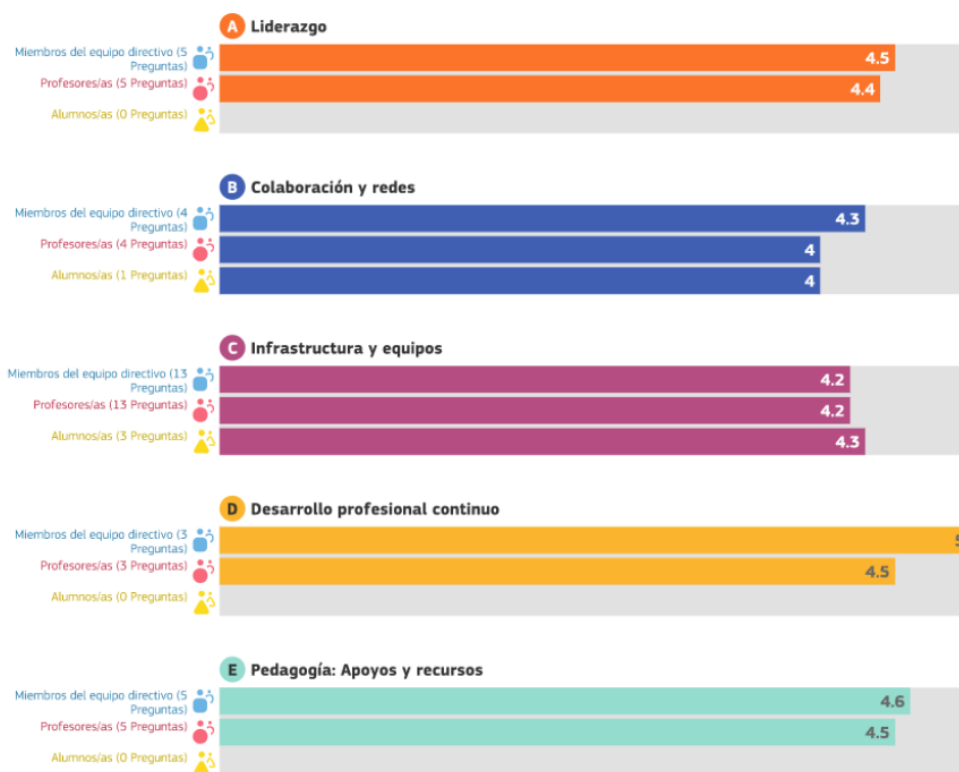 A Liderazgo
Miembros del equipo directivo (5
Preguntas)
4.5
Profesores/as (5 Preguntas)
4.4
Alumnos/as (0 Preguntas)
B Colaboración y redes
Miembros del equipo directivo (4
Preguntas)
4.3
Profesores/as (4 Preguntas)
4
Alumnos/as (1 Preguntas)
4
C Infrastructura y equipos
Miembros del equipo directivo (13
Preguntas)
4.2
Profesores/as (13 Preguntas)
4.2
Alumnos/as (3 Preguntas)
4.3
D Desarrollo profesional continuo
Miembros del equipo directivo (3
Preguntas)
5
Profesores/as (3 Preguntas)
4.5
Alumnos/as (0 Preguntas)
E Pedagogía: Apoyos y recursos
Miembros del equipo directivo (5
Preguntas)
4.6
Profesores/as (5 Preguntas)
4.5
Alumnos/as (0 Preguntas)